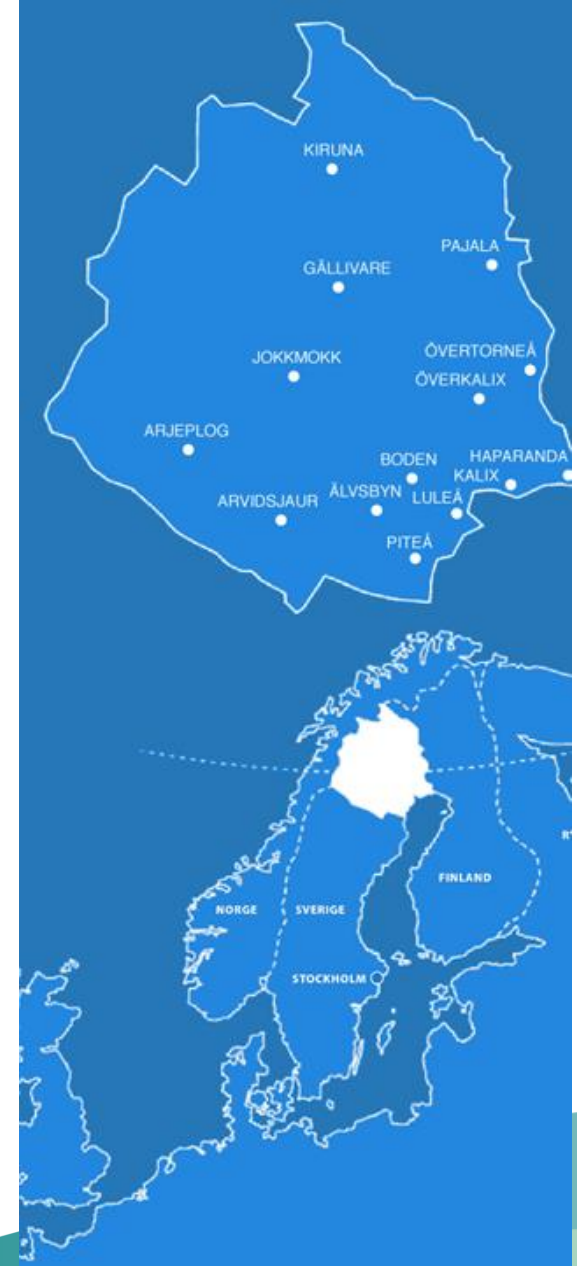 KIRUNA
PAJALA
GÄLLIVARE
ÖVERTORNEÅ
JOKKMOKK
ÖVERKALIX
ARJEPLOG
HAPARANDA
BODEN
KALIX
ÄLVSBYN
LULEÅ
ARVIDSJAUR
PITEÅ
FINLAND
NORGE
SVERIGE
STOCKHOLM